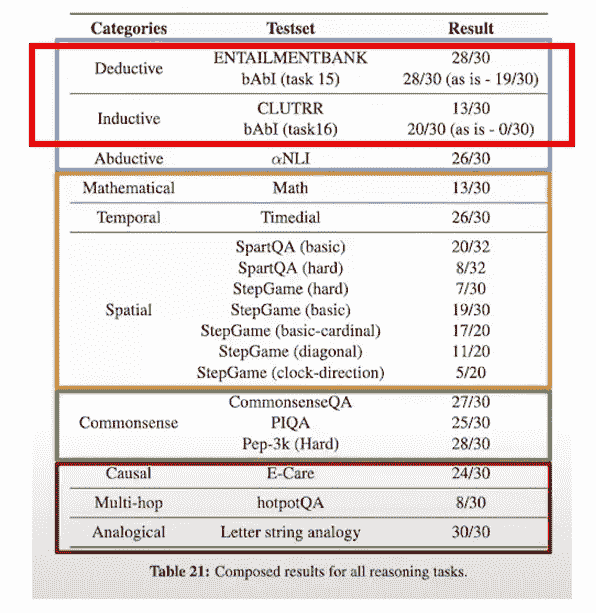 Categories Testset Result
Deductive ENTAILMENTBANK 28/30
bAbI (task 15) 28/30 (as is - 19/30)
Inductive CLUTRR 13/30
bAbI (task16) 20/30 (as is - 0/30)
Abductive αNLI 26/30
Mathematical Math 13/30
Temporal Timedial 26/30
Spatial SpartQA (basic) 20/32
SpartQA (hard) 8/32
StepGame (hard) 7/30
StepGame (basic) 19/30
StepGame (basic-cardinal) 17/20
StepGame (diagonal) 11/20
StepGame (clock-direction) 5/20
Commonsense CommonsenseQA 27/30
PIQA 25/30
Pep-3k (Hard) 28/30
Causal E-Care 24/30
Multi-hop hotpotQA 8/30
Analogical Letter string analogy 30/30
Table 21: Composed results for all reasoning tasks.